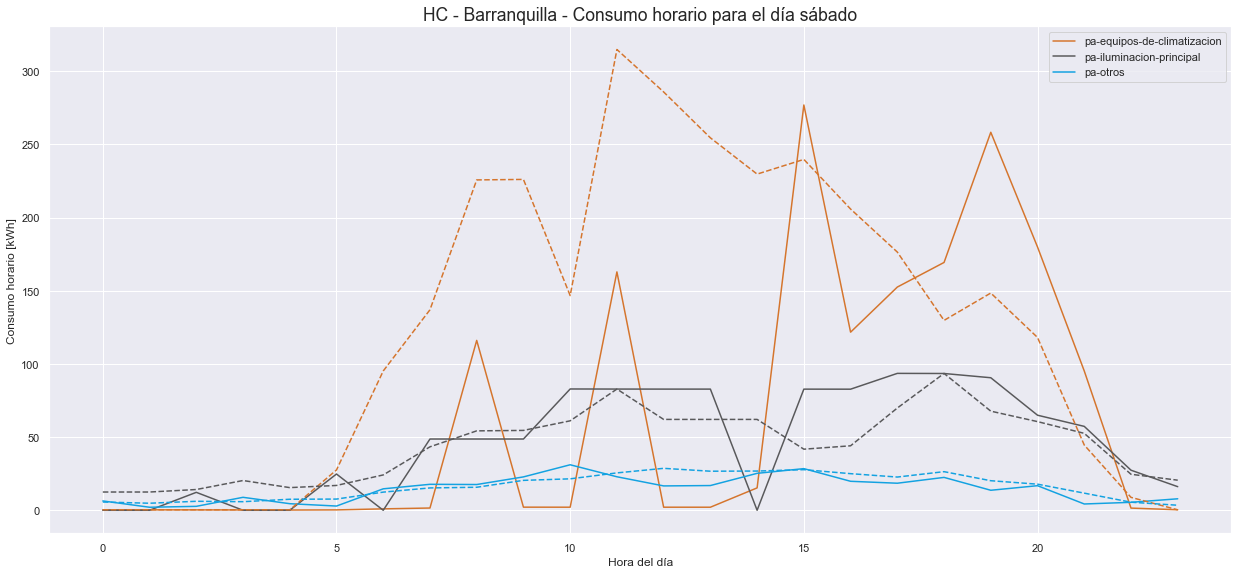 HC - Barranquilla - Consumo horario para el día sábado
pa-equipos-de-climatizacion
pa-iluminacion-principal
pa-otros
Consumo horario [kWh]
300
250
200
150
100
50
0
0 5 10 15 20
Hora del día